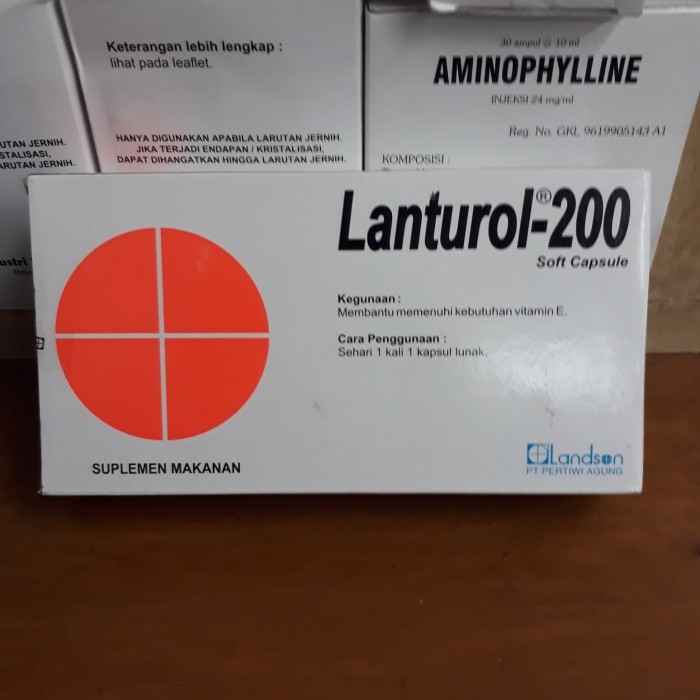 Keterangan lebih lengkap :
lihat pada leaflet.
HANYA DIGUNAKAN APABILA LARUTAN JERNIH.
JIKA TERJADI ENDAPAN / KRISTALISASI,
DAPAT DIHANGATKAN HINGGA LARUTAN JERNIH.
30 ampul @ 10 ml
AMINOPHYLLINE
INJEKSI 24 mg/ml
Reg. No. GKL 9619905143 A1
KOMPOSISI :
JERNIH.
Lanturol®-200
Soft Capsule
Kegunaan :
Membantu memenuhi kebutuhan vitamin E.
Cara Penggunaan :
Sehari 1 kali 1 kapsul lunak.
SUPLEMEN MAKANAN
Landson
PT PERTIWI AGUNG